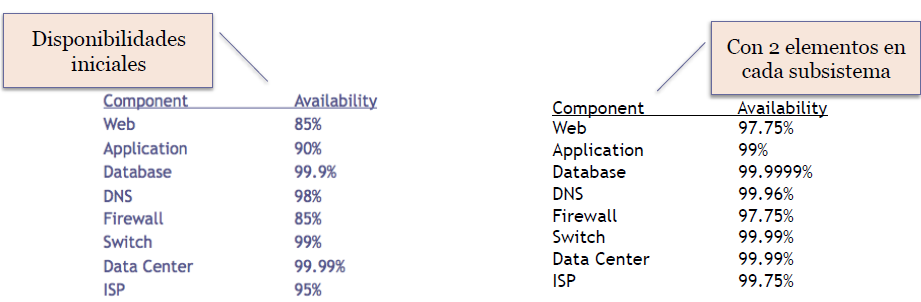 Disponibilidades
iniciales
Component Availability
Web 85%
Application 90%
Database 99.9%
DNS 98%
Firewall 85%
Switch 99%
Data Center 99.99%
ISP 95%
Con 2 elementos en
cada subsistema
Component Availability
Web 97.75%
Application 99%
Database 99.9999%
DNS 99.96%
Firewall 97.75%
Switch 99.99%
Data Center 99.99%
ISP 99.75%